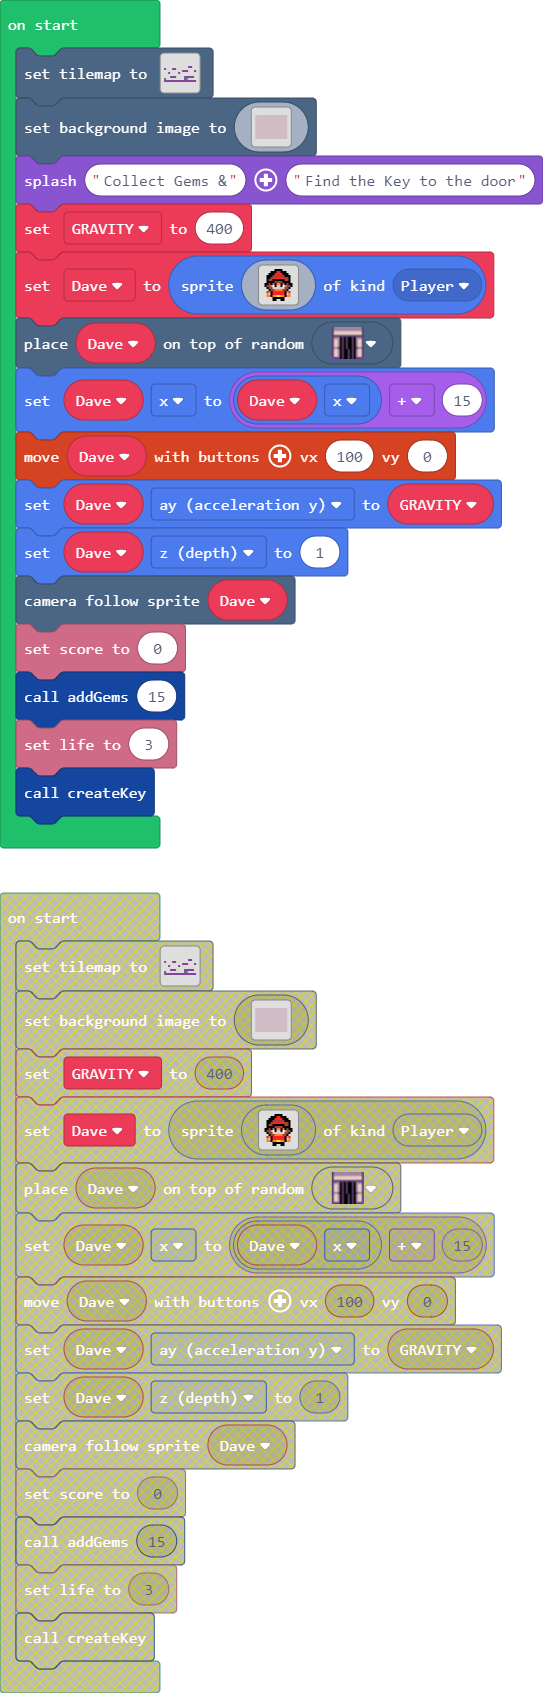 on start
set tilemap to
set background image to
splash "Collect Gems &" "Find the Key to the door"
set GRAVITY to 400
set Dave to sprite of kind Player
place Dave on top of random
set Dave x to Dave x + 15
move Dave with buttons + vx 100 vy 0
set Dave ay (acceleration y) to GRAVITY
set Dave z (depth) to 1
camera follow sprite Dave
set score to 0
call addGems 15
set life to 3
call createKey
on start
set tilemap to
set background image to
set GRAVITY to 400
set Dave to sprite of kind Player
place Dave on top of random
set Dave x to Dave x + 15
move Dave with buttons + vx 100 vy 0
set Dave ay (acceleration y) to GRAVITY
set Dave z (depth) to 1
camera follow sprite Dave
set score to 0
call addGems 15
set life to 3
call createKey